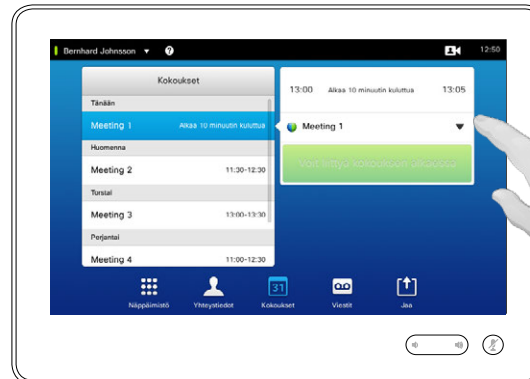 Bernhard Johnsson
?
12:50
Kokoukset
Tänään
Meeting 1 Alkaa 10 minuutin kuluttua
Huomenna
Meeting 2 11:30-12:30
Torstai
Meeting 3 13:00-13:30
Perjantai
Meeting 4 11:00-12:30
13:00 Alkaa 10 minuutin kuluttua 13:05
Meeting 1
Voit liittyä kokoukseen
31
Näppäimistö Yhteystiedot Kokoukset Viestit Jaa